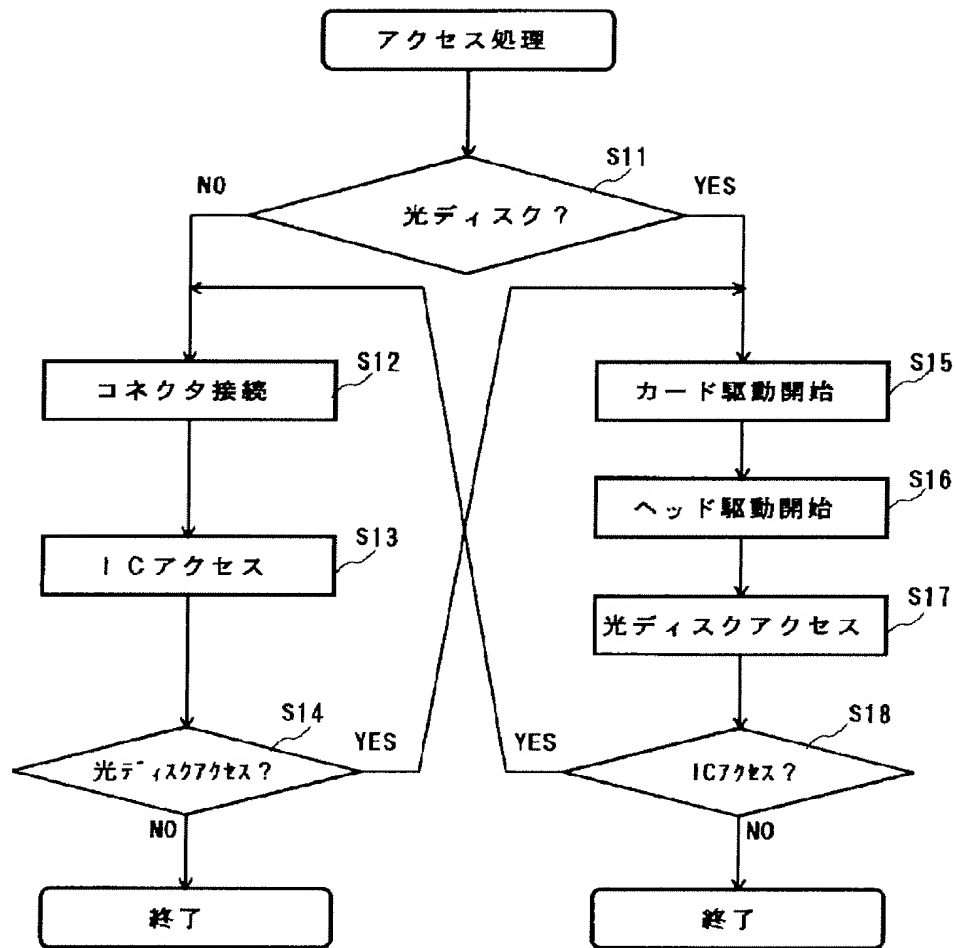 アクセス処理
S11
NO
YES
光ディスク?
S12
コネクタ接続
S15
カード駆動開始
S16
ヘッド駆動開始
S13
ICアクセス
S17
光ディスクアクセス
S14
YES
光ディスクアクセス?
NO
S18
YES
ICアクセス?
NO
終了
終了